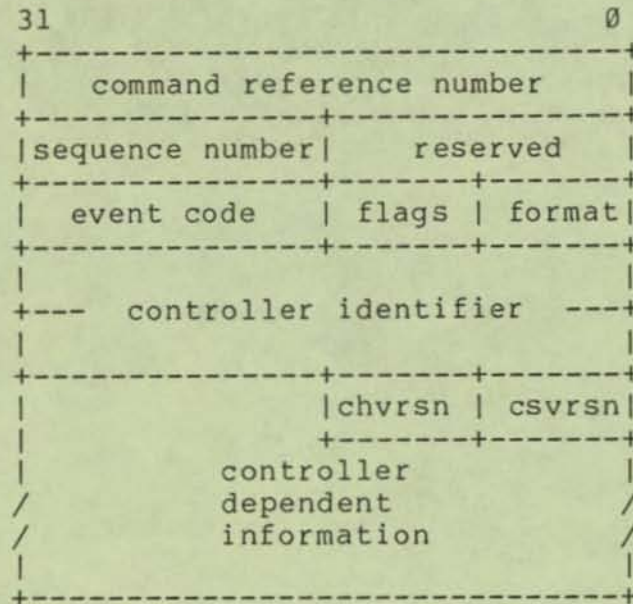 31 0
command reference number
sequence number reserved
event code flags format
controller identifier
chvrsn csvrsn
controller
dependent
information